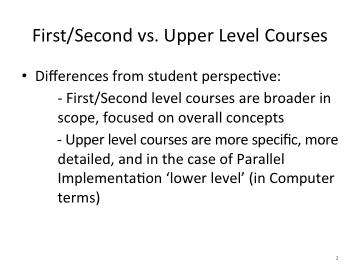 First/Second vs. Upper Level Courses
• Differences from student perspective:
- First/Second level courses are broader in
scope, focused on overall concepts
- Upper level courses are more specific, more
detailed, and in the case of Parallel
Implementation ‘lower level’ (in Computer
terms)
2